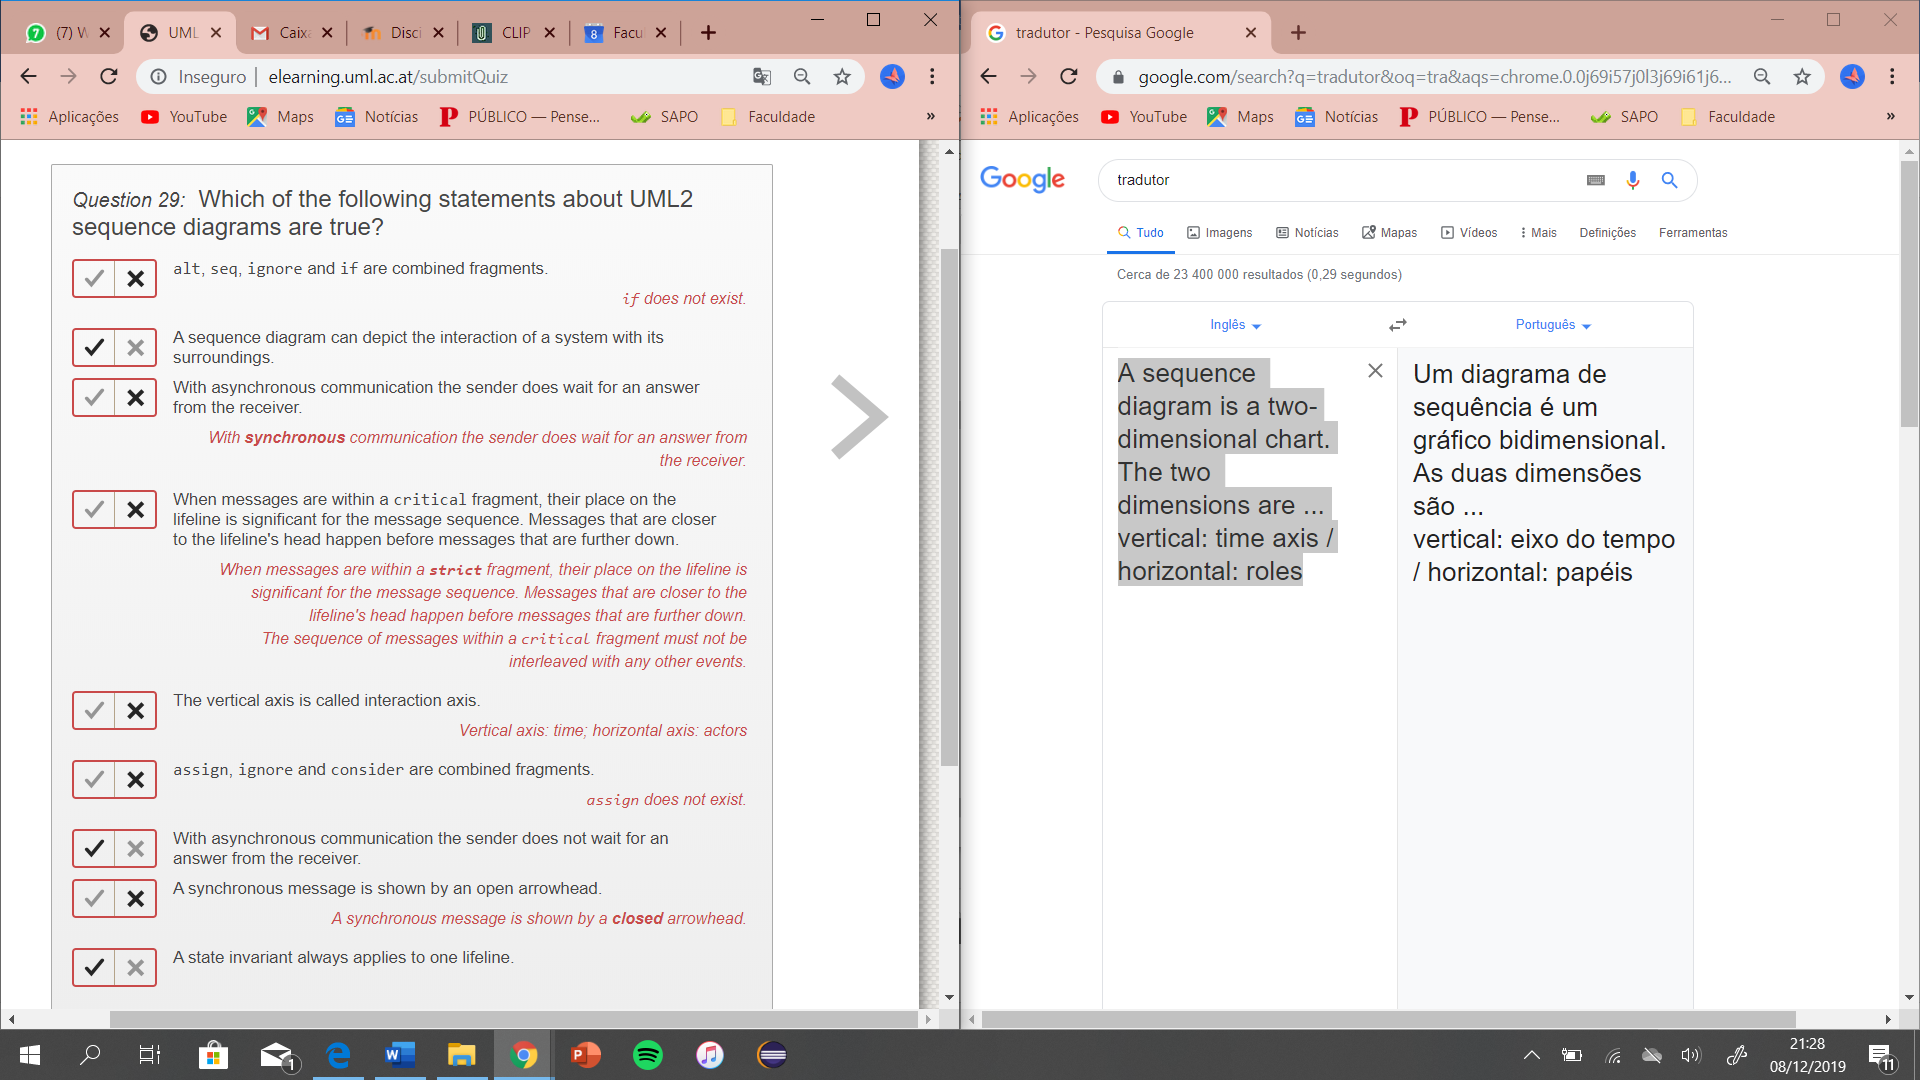 (7) W
UML
Caixa
Disci
CLIP
8
Facul
tradutor - Pesquisa Google
Inseguro | elearning.uml.ac.at/submitQuiz
google.com/search?q=tradutor&oq=tra&aqs=chrome.0.0j69i57j0l3j69i61j6...
Aplicações YouTube Maps Notícias PÚBLICO — Pense... SAPO Faculdade »
Aplicações YouTube Maps Notícias PÚBLICO — Pense... SAPO Faculdade »
Question 29: Which of the following statements about UML2
sequence diagrams are true?
alt, seq, ignore and if are combined fragments.
if does not exist.
A sequence diagram can depict the interaction of a system with its
surroundings.
With asynchronous communication the sender does wait for an answer
from the receiver.
With synchronous communication the sender does wait for an answer from
the receiver.
When messages are within a critical fragment, their place on the
lifeline is significant for the message sequence. Messages that are closer
to the lifeline's head happen before messages that are further down.
When messages are within a strict fragment, their place on the lifeline is
significant for the message sequence. Messages that are closer to the
lifeline's head happen before messages that are further down.
The sequence of messages within a critical fragment must not be
interleaved with any other events.
The vertical axis is called interaction axis.
Vertical axis: time; horizontal axis: actors
assign, ignore and consider are combined fragments.
assign does not exist.
With asynchronous communication the sender does not wait for an
answer from the receiver.
A synchronous message is shown by an open arrowhead.
A synchronous message is shown by a closed arrowhead.
A state invariant always applies to one lifeline.
Google
tradutor
Tudo Imagens Notícias Mapas Vídeos Mais Definições Ferramentas
Cerca de 23 400 000 resultados (0,29 segundos)
Inglês
Português
A sequence
diagram is a two-
dimensional chart.
The two
dimensions are ...
vertical: time axis /
horizontal: roles
Um diagrama de
sequência é um
gráfico bidimensional.
As duas dimensões
são ...
vertical: eixo do tempo
/ horizontal: papéis
1
21:28
08/12/2019
11